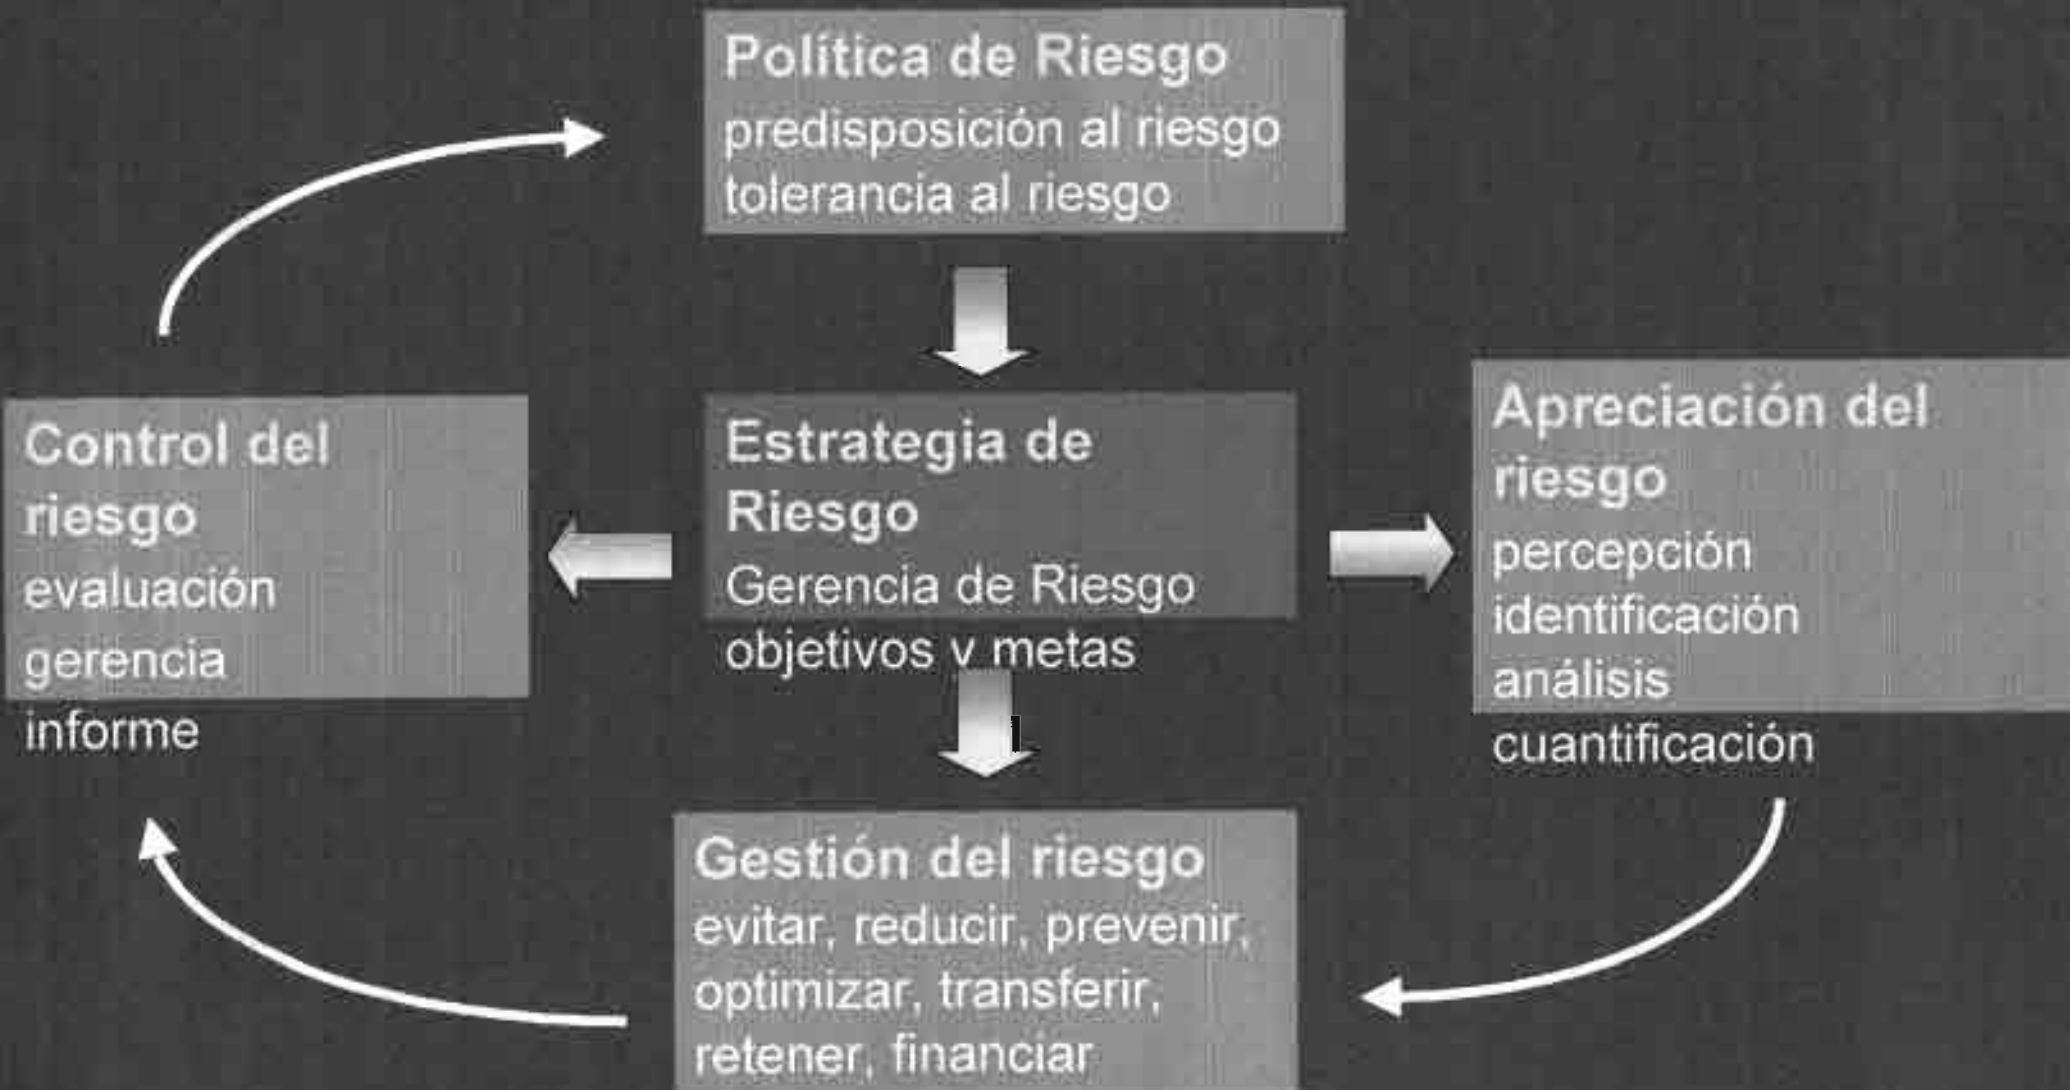 Política de Riesgo
predisposición al riesgo
tolerancia al riesgo
Control del
riesgo
evaluación
gerencia
informe
Estrategia de
Riesgo
Gerencia de Riesgo
objetivos y metas
Apreciación del
riesgo
percepción
identificación
análisis
cuantificación
Gestión del riesgo
evitar, reducir, prevenir,
optimizar, transferir,
retener, financiar